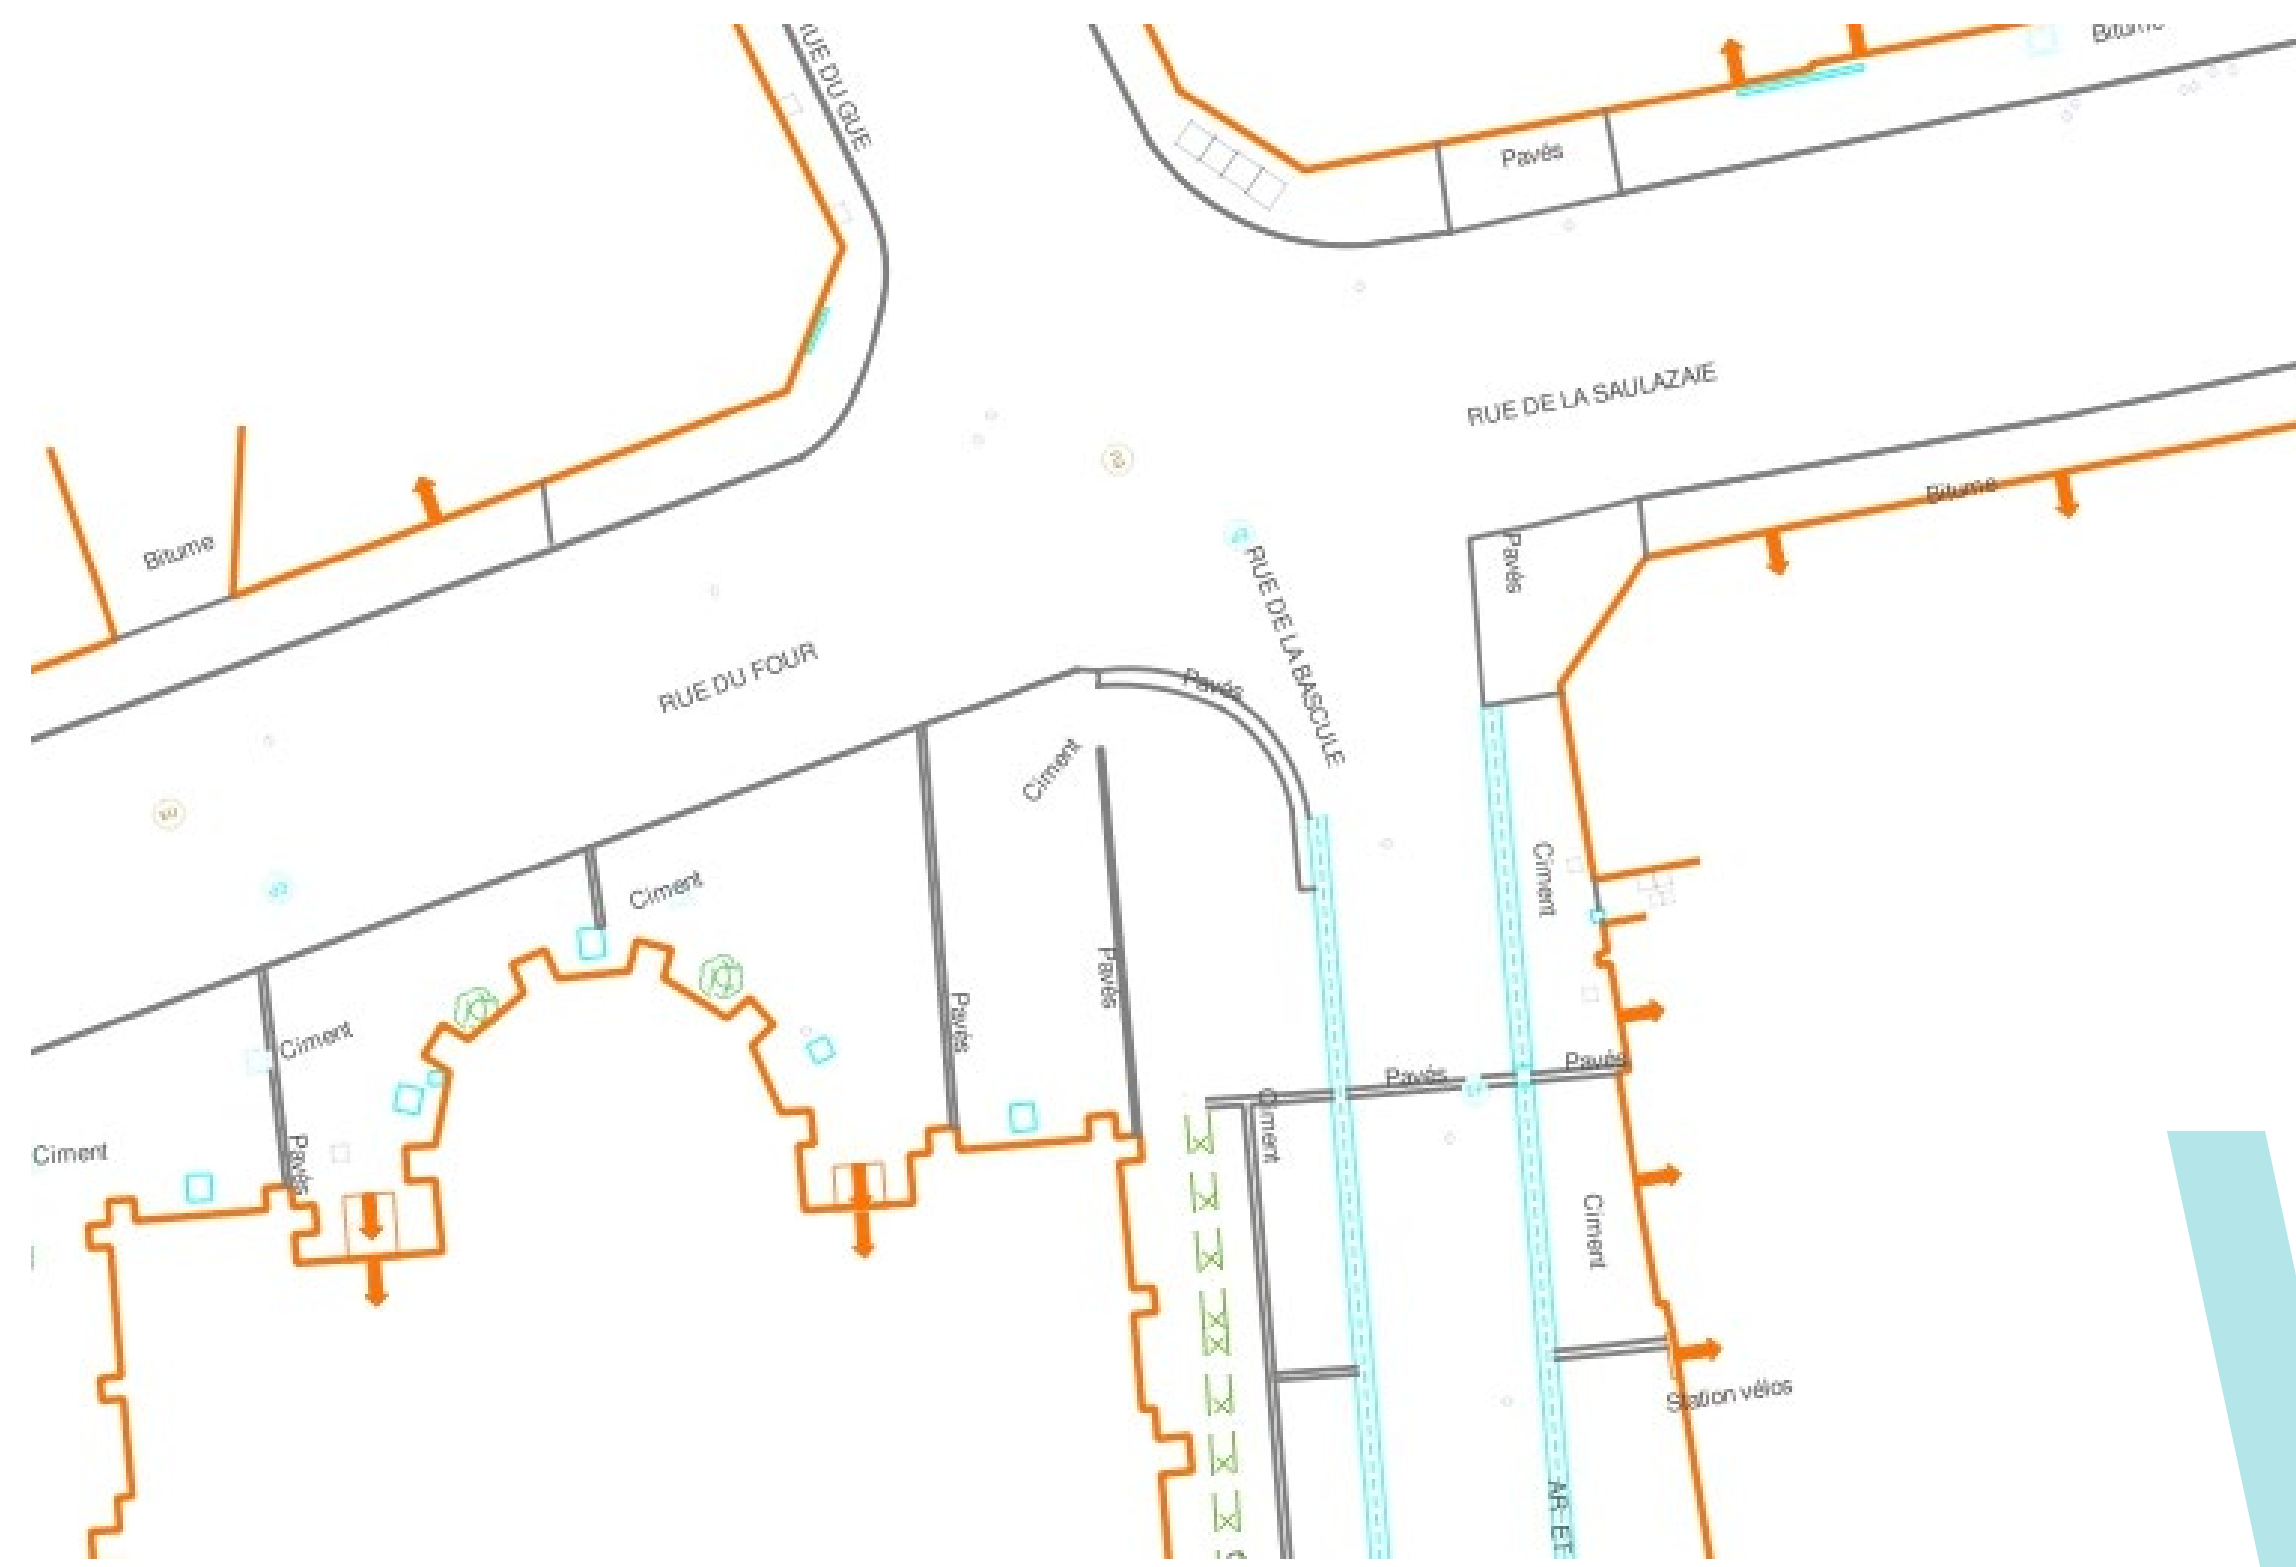 RUE DU GUE
Bitume
Pavés
RUE DE LA SAULAZAIE
Bitume
Bitume
Pavés
RUE DE LA BASCULE
RUE DU FOUR
Pavés
Ciment
Ciment
Ciment
Pavés
Pavés
Ciment
Pavés
Pavés
Ciment
Ciment
Pavés
Ciment
Station vélos